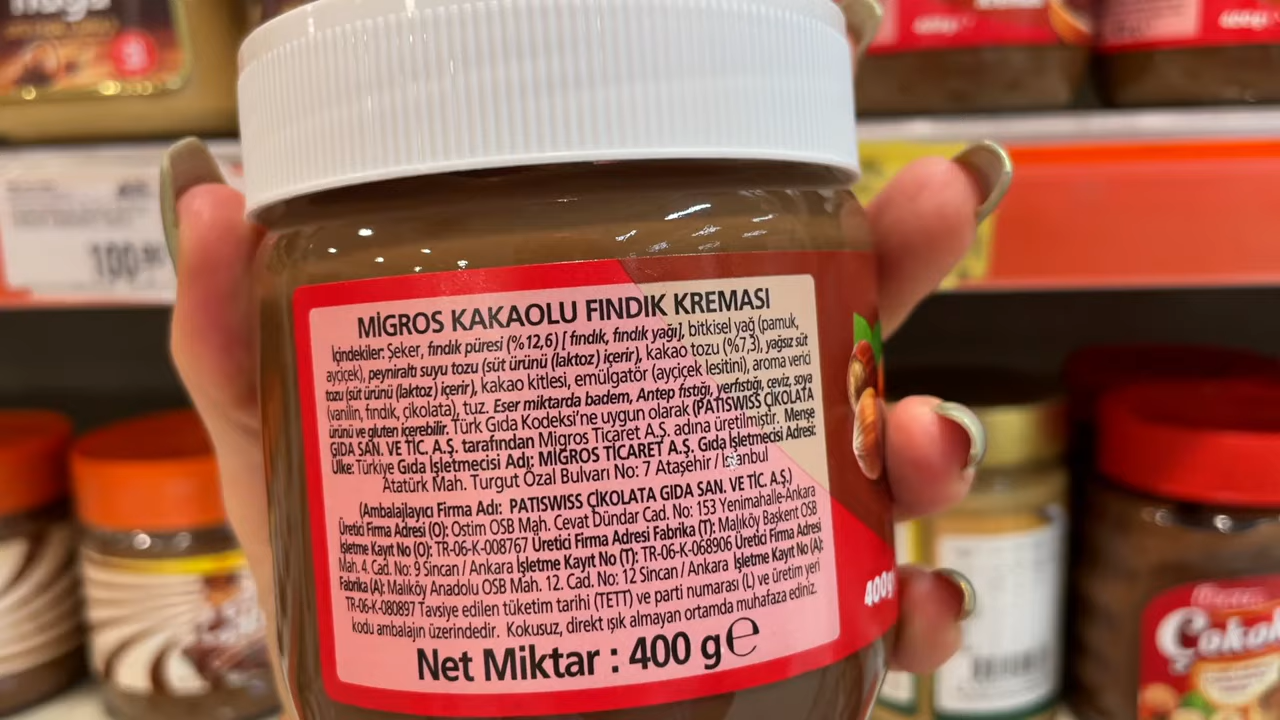 MİGROS KAKAOLU FINDIK KREMASI
İçindekiler: Şeker, fındık püresi (%12,6) [fındık, fındık yağı], bitkisel yağ (pamuk,
ayçiçek), peyniraltı suyu tozu (süt ürünü (laktoz) içerir), kakao tozu (%7,3), yağsız süt
tozu (süt ürünü (laktoz) içerir), kakao kitlesi, emülgatör (ayçiçek lesitini), aroma verici
(vanilin, fındık, çikolata), tuz. Eser miktarda badem, Antep fıstığı, yerfıstığı, ceviz, soya
ürünü ve gluten içerebilir. Türk Gıda Kodeksi'ne uygun olarak (PATISWISS ÇİKOLATA
GIDA SAN. VE TİC. A.Ş. tarafından Migros Ticaret A.Ş. adına üretilmiştir. Menşe
Ülke: Türkiye Gıda İşletmecisi Adı: MİGROS TİCARET A.Ş. Gıda İşletmecisi Adresi:
Atatürk Mah. Turgut Özal Bulvarı No: 7 Ataşehir / İstanbul
(Ambalajlayıcı Firma Adı: PATISWISS ÇİKOLATA GIDA SAN. VE TİC. A.Ş.)
Üretici Firma Adresi (O): Ostim OSB Mah. Cevat Dündar Cad. No: 153 Yenimahalle-Ankara
İşletme Kayıt No (O): TR-06-K-008767 Üretici Firma Adresi Fabrika (T): Malıköy Başkent OSB
Mah. 4. Cad. No: 9 Sincan / Ankara İşletme Kayıt No (T): TR-06-K-068906 Üretici Firma Adresi
Fabrika (A): Malıköy Anadolu OSB Mah. 12. Cad. No: 12 Sincan / Ankara İşletme Kayıt No (A):
TR-06-K-080897 Tavsiye edilen tüketim tarihi (TETT) ve parti numarası (L) ve üretim yeri
kodu ambalajın üzerindedir. Kokusuz, direkt ışık almayan ortamda muhafaza ediniz.
Net Miktar : 400 g e
400g
100
Çokol